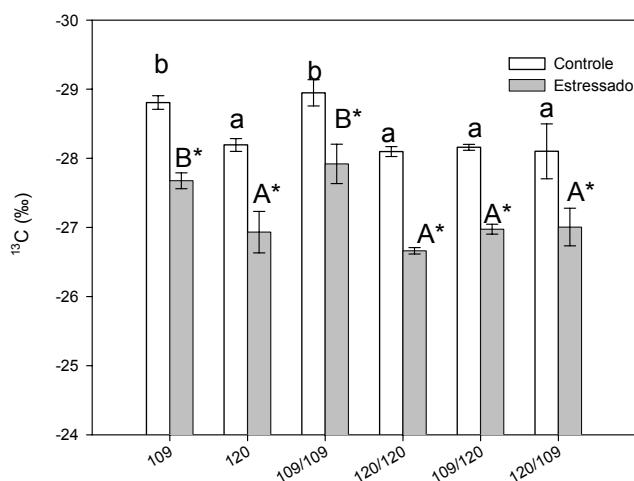 -30
-29
-28
-27
-26
-25
-24
¹³C (‰)
Controle
Estressado
b
B*
a
A*
b
B*
a
A*
a
A*
a
A*
109
120
109/109
120/120
109/120
120/109